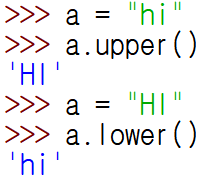 >>> a = "hi"
>>> a.upper()
'HI'
>>> a = "HI"
>>> a.lower()
'hi'